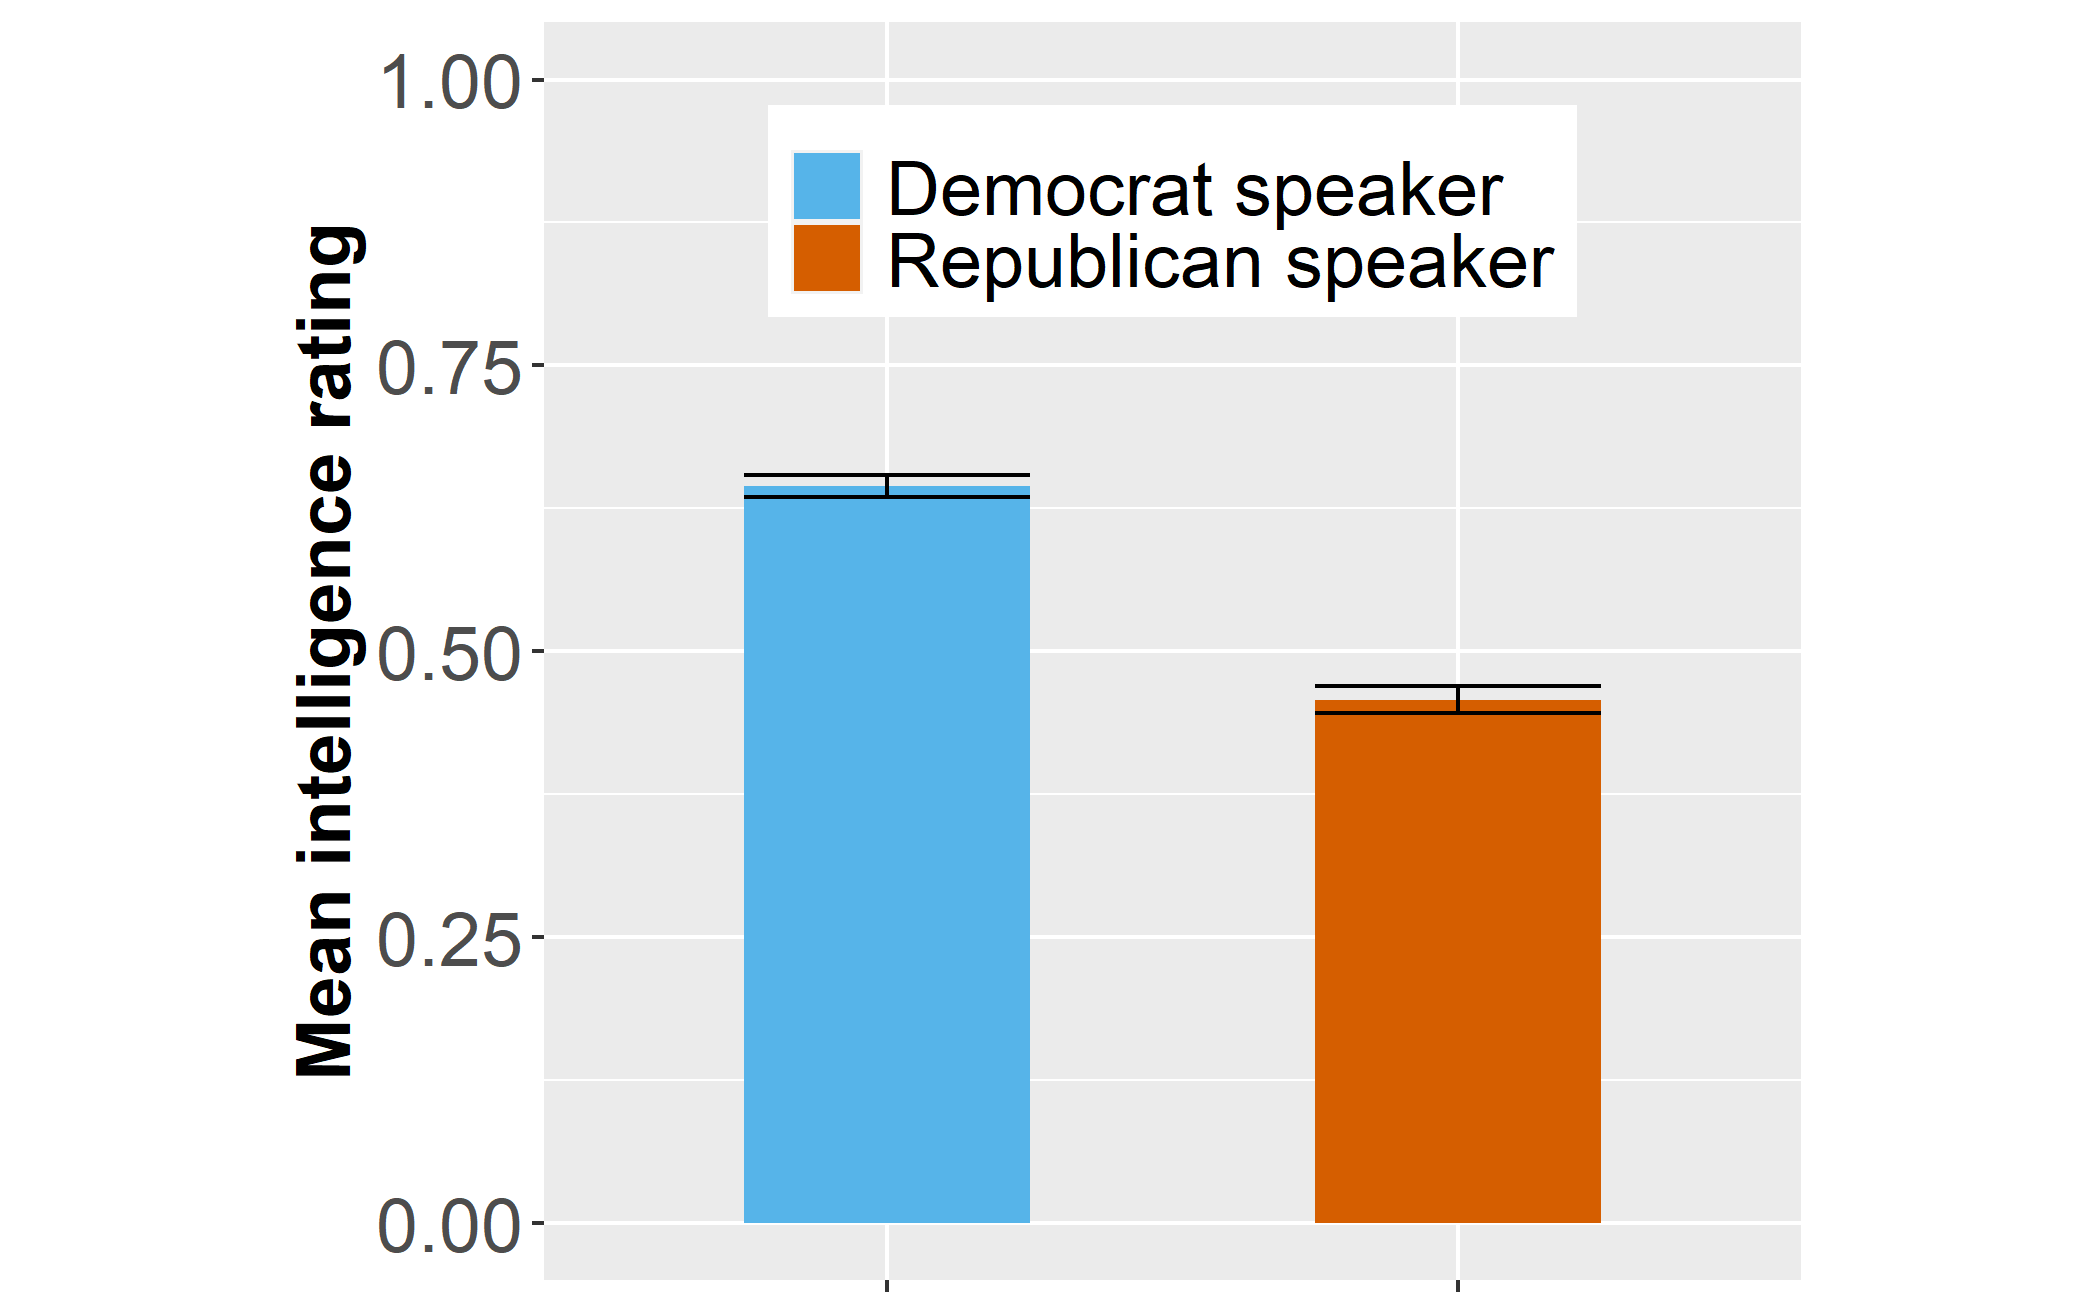 Mean intelligence rating
1.00
0.75
0.50
0.25
0.00
Democrat speaker
Republican speaker